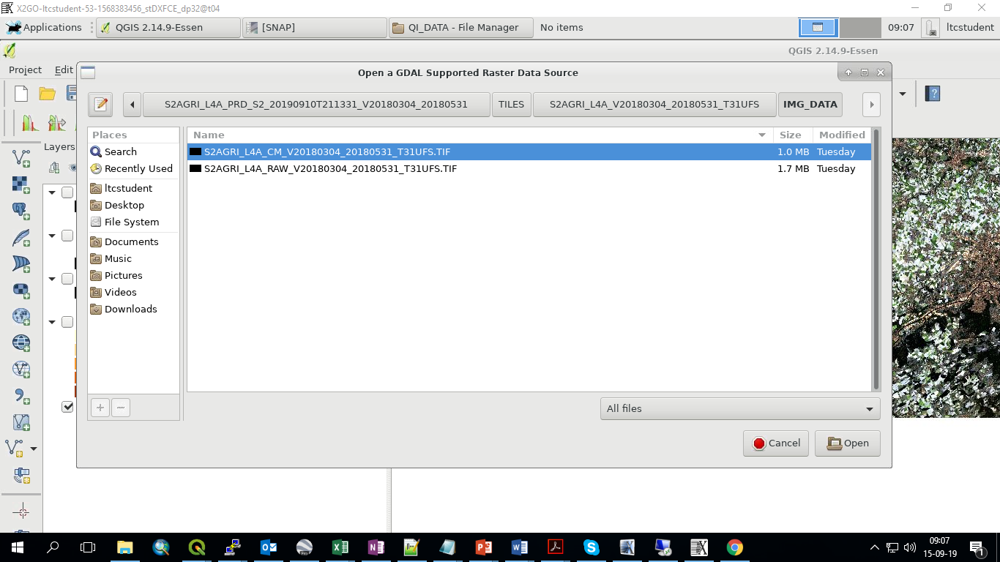 X2GO-ltcstudent-53-1568383456_stDXFCE_dp32@t04
Applications QGIS 2.14.9-Essen [SNAP] QI_DATA - File Manager No items 09:07 ltcstudent
QGIS 2.14.9-Essen
Project Edit
Open a GDAL Supported Raster Data Source
S2AGRI_L4A_PRD_S2_20190910T211331_V20180304_20180531 TILES S2AGRI_L4A_V20180304_20180531_T31UFS IMG_DATA
Layers
Places
Search
Recently Used
ltcstudent
Desktop
File System
Documents
Music
Pictures
Videos
Downloads
Name Size Modified
S2AGRI_L4A_CM_V20180304_20180531_T31UFS.TIF 1.0 MB Tuesday
S2AGRI_L4A_RAW_V20180304_20180531_T31UFS.TIF 1.7 MB Tuesday
All files
Cancel Open
09:07
15-09-19
1